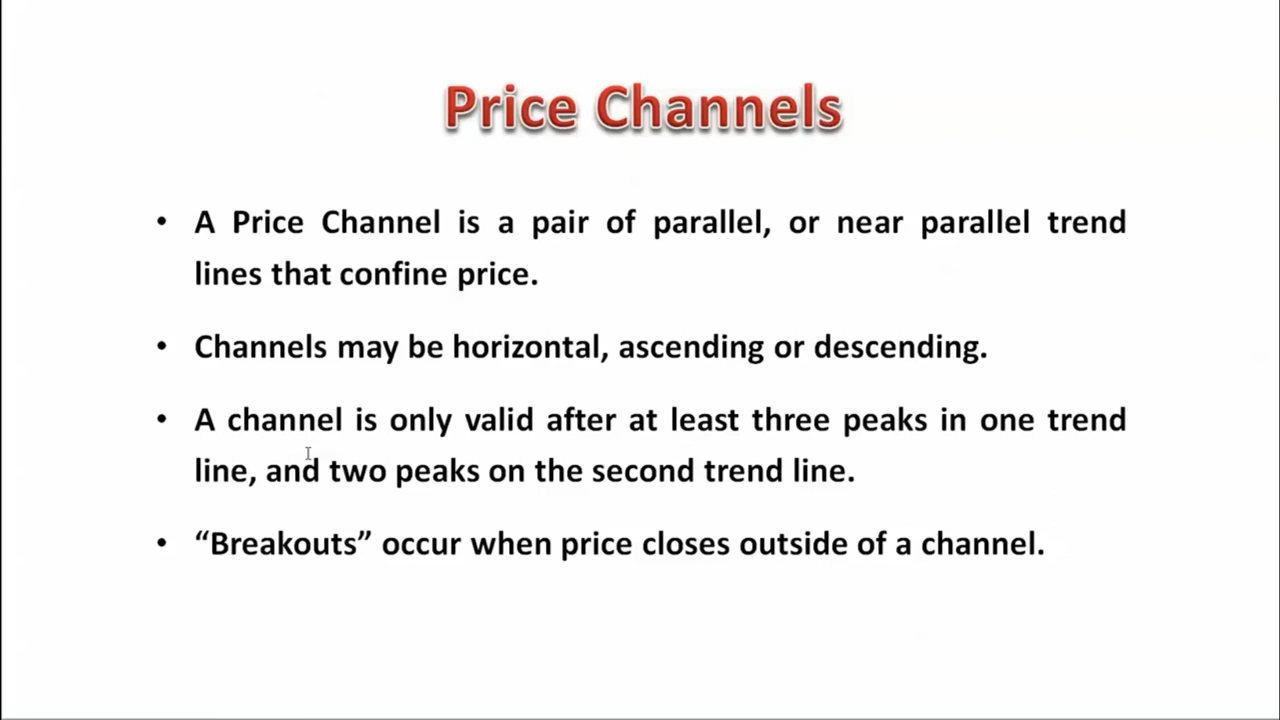 Price Channels
• A Price Channel is a pair of parallel, or near parallel trend
lines that confine price.
• Channels may be horizontal, ascending or descending.
• A channel is only valid after at least three peaks in one trend
line, and two peaks on the second trend line.
• “Breakouts” occur when price closes outside of a channel.